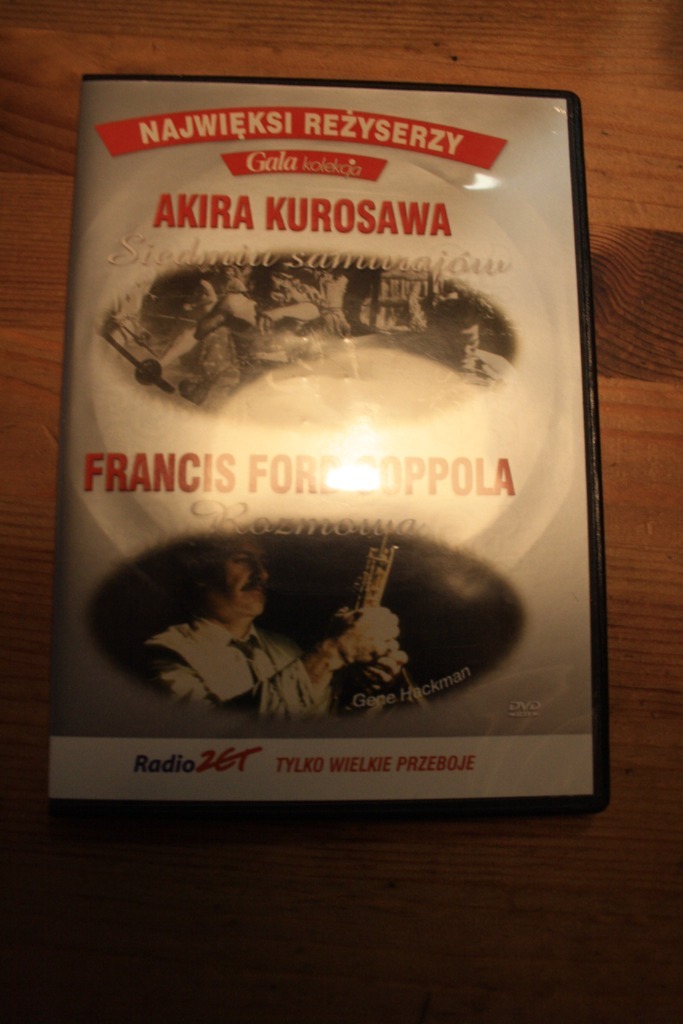 NAJWIĘKSI REŻYSERZY
Gala kolekcja
AKIRA KUROSAWA
Siedmiu samurajów
FRANCIS FORD COPPOLA
Rozmowa
Gene Hackman
DVD
Radio ZET TYLKO WIELKIE PRZEBOJE